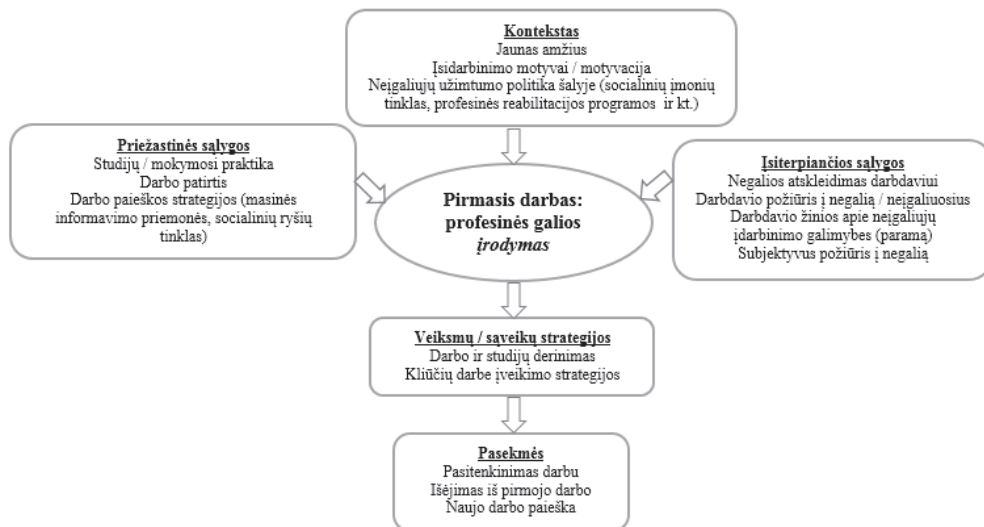 Kontekstas
Jaunas amžius
Įsidarbinimo motyvai / motyvacija
Neįgaliųjų užimtumo politika šalyje (socialinių įmonių
tinklas, profesinės reabilitacijos programos ir kt.)
Priežastinės sąlygos
Studijų / mokymosi praktika
Darbo patirtis
Darbo paieškos strategijos (masinės
informavimo priemonės, socialinių ryšių
tinklas)
Pirmasis darbas:
profesinės galios
įrodymas
Įsiterpiančios sąlygos
Negalios atskleidimas darbdaviui
Darbdavio požiūris į negalią / neįgaliuosius
Darbdavio žinios apie neįgaliųjų
įdarbinimo galimybes (paramą)
Subjektyvus požiūris į negalią
Veiksmų / sąveikų strategijos
Darbo ir studijų derinimas
Kliūčių darbe įveikimo strategijos
Pasekmės
Pasitenkinimas darbu
Išėjimas iš pirmojo darbo
Naujo darbo paieška